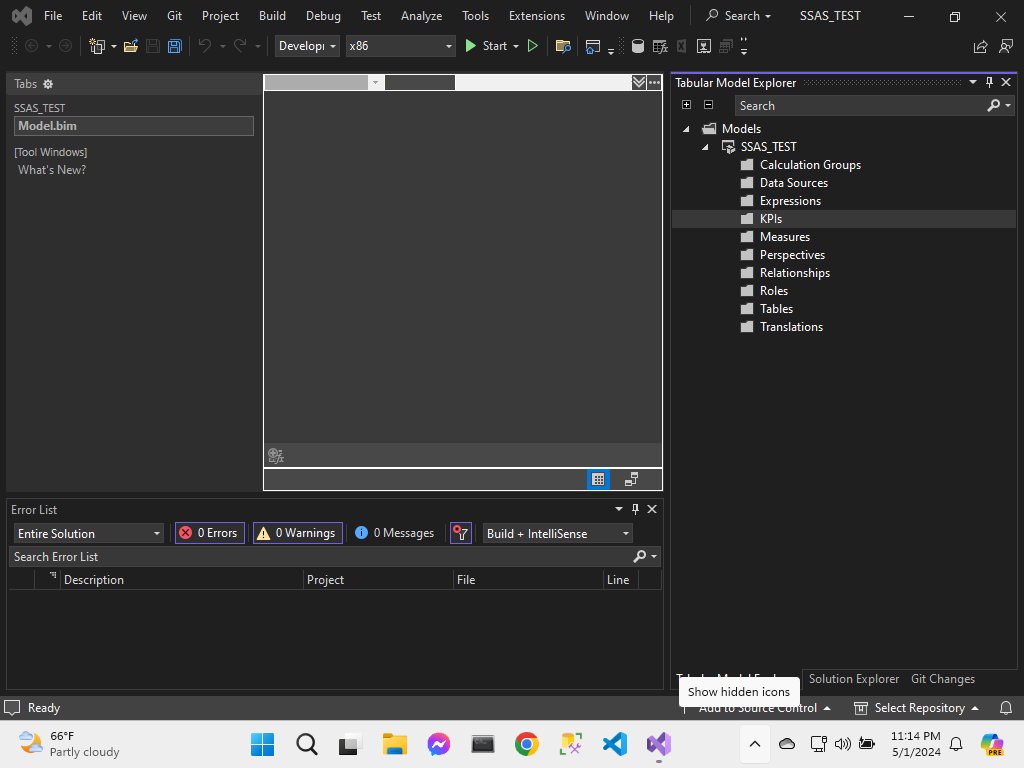 File Edit View Git Project Build Debug Test Analyze Tools Extensions Window Help Search SSAS_TEST
Developr x86 Start
Tabs
SSAS_TEST
Model.bim
[Tool Windows]
What's New?
Tabular Model Explorer
Search
Models
SSAS_TEST
Calculation Groups
Data Sources
Expressions
KPIs
Measures
Perspectives
Relationships
Roles
Tables
Translations
Error List
Entire Solution 0 Errors 0 Warnings 0 Messages Build + IntelliSense
Search Error List
Description Project File Line
Solution Explorer Git Changes
Show hidden icons
Ready Add to Source Control Select Repository
66°F
Partly cloudy
11:14 PM
5/1/2024
PRE